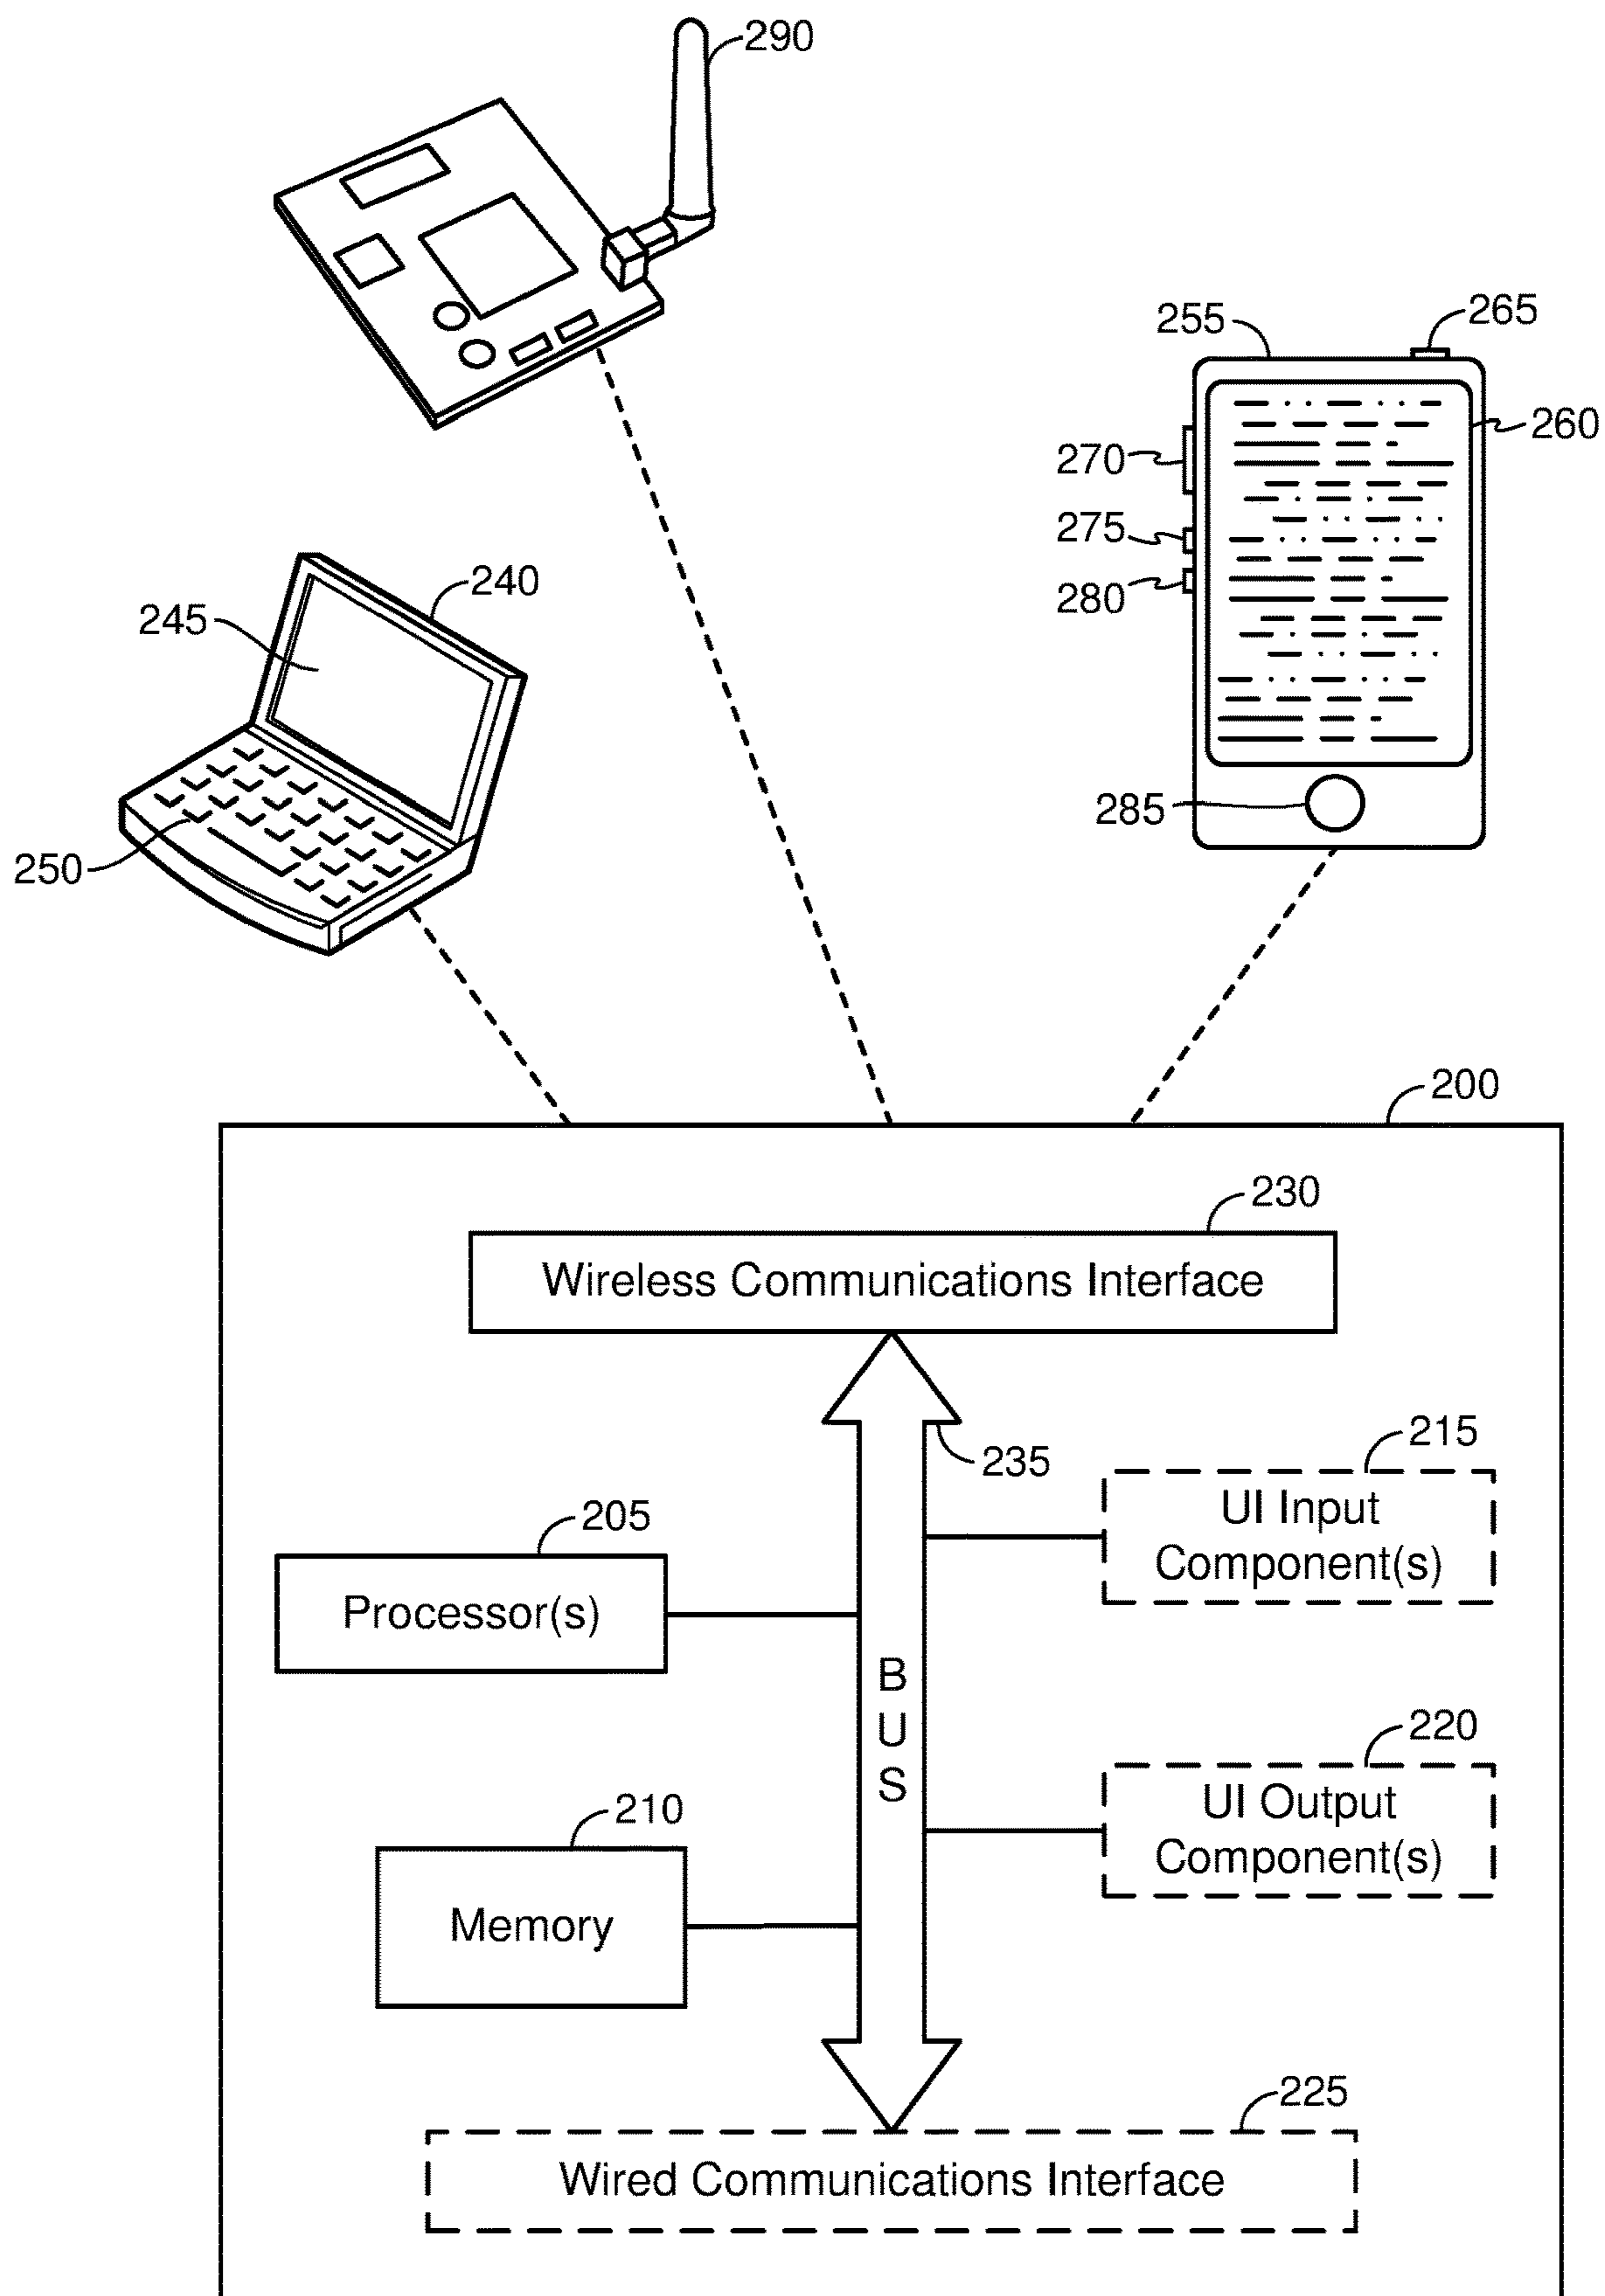 290
255
265
260
270
275
280
285
240
245
250
200
230
Wireless Communications Interface
235
215
UI Input
Component(s)
205
Processor(s)
B
U
S
220
UI Output
Component(s)
210
Memory
225
Wired Communications Interface